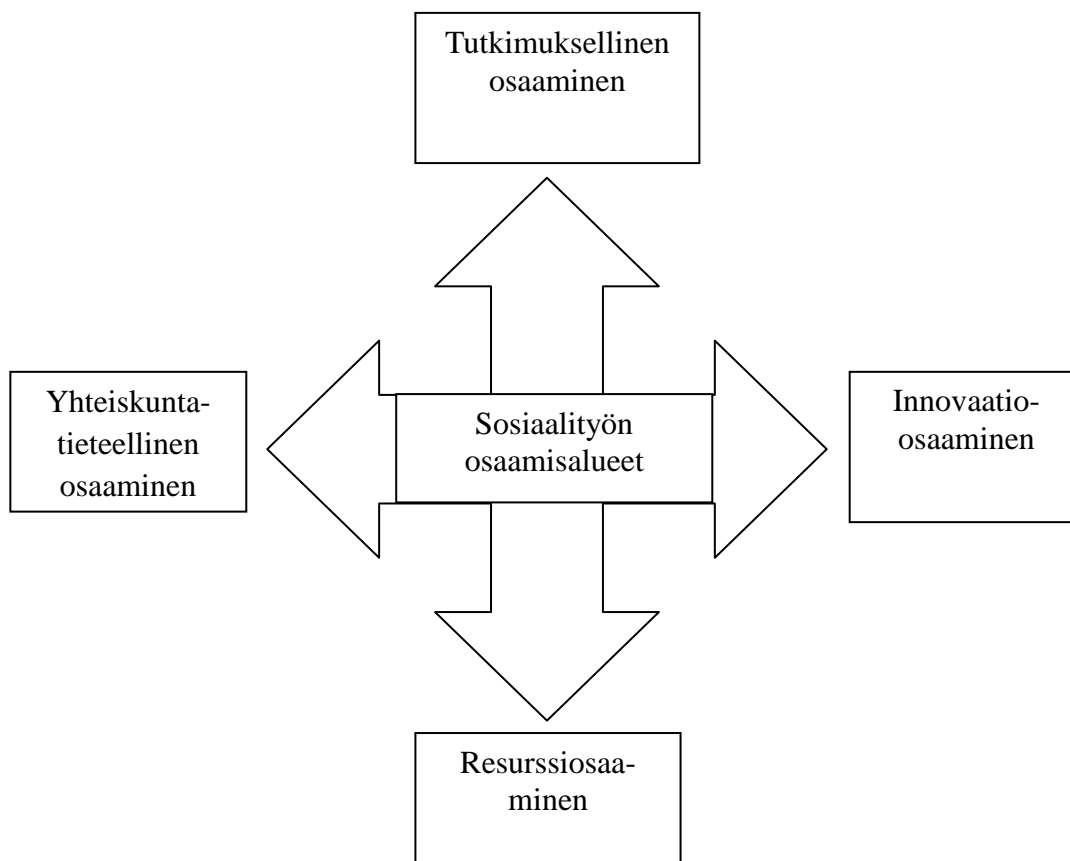 Tutkimuksellinen
osaaminen
Yhteiskunta-
tieteellinen
osaaminen
Sosiaalityön
osaamisalueet
Innovaatio-
osaaminen
Resurssiosaa-
minen